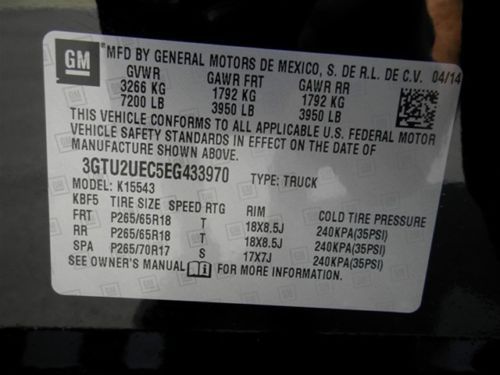 GM
MFD BY GENERAL MOTORS DE MEXICO, S. DE R.L. DE C.V. 04/14
GVWR GAWR FRT GAWR RR
3266 KG 1792 KG 1792 KG
7200 LB 3950 LB 3950 LB
THIS VEHICLE CONFORMS TO ALL APPLICABLE U.S. FEDERAL MOTOR
VEHICLE SAFETY STANDARDS IN EFFECT ON THE DATE OF
MANUFACTURE SHOWN ABOVE.
3GTU2UEC5EG433970 TYPE: TRUCK
MODEL: K15543
KBF5 TIRE SIZE SPEED RTG RIM COLD TIRE PRESSURE
FRT P265/65R18 T 18X8.5J 240KPA(35PSI)
RR P265/65R18 T 18X8.5J 240KPA(35PSI)
SPA P265/70R17 S 17X7J 240KPA(35PSI)
SEE OWNER'S MANUAL FOR MORE INFORMATION.